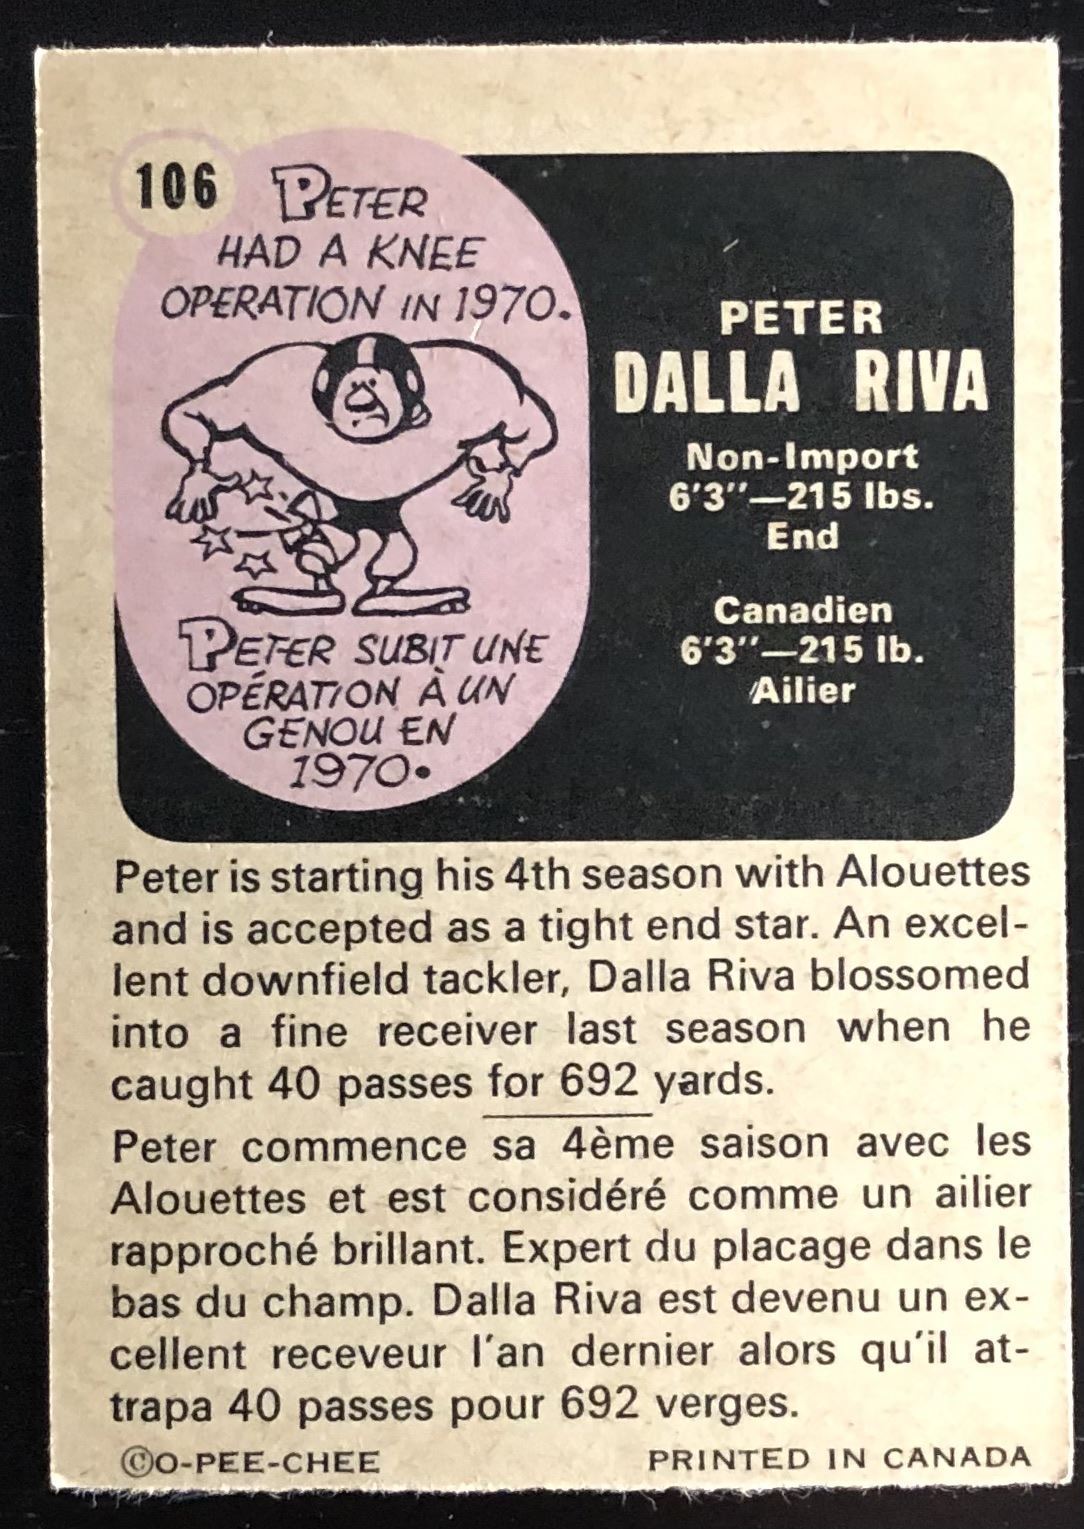 106
PETER
HAD A KNEE
OPERATION IN 1970.
PETER SUBIT UNE
OPÉRATION À UN
GENOU EN
1970.
PETER
DALLA RIVA
Non-Import
6'3"—215 lbs.
End
Canadien
6'3"—215 lb.
Ailier
Peter is starting his 4th season with Alouettes
and is accepted as a tight end star. An excel-
lent downfield tackler, Dalla Riva blossomed
into a fine receiver last season when he
caught 40 passes for 692 yards.
Peter commence sa 4ème saison avec les
Alouettes et est considéré comme un ailier
rapproché brillant. Expert du placage dans le
bas du champ. Dalla Riva est devenu un ex-
cellent receveur l'an dernier alors qu'il at-
trapa 40 passes pour 692 verges.
©O-PEE-CHEE
PRINTED IN CANADA